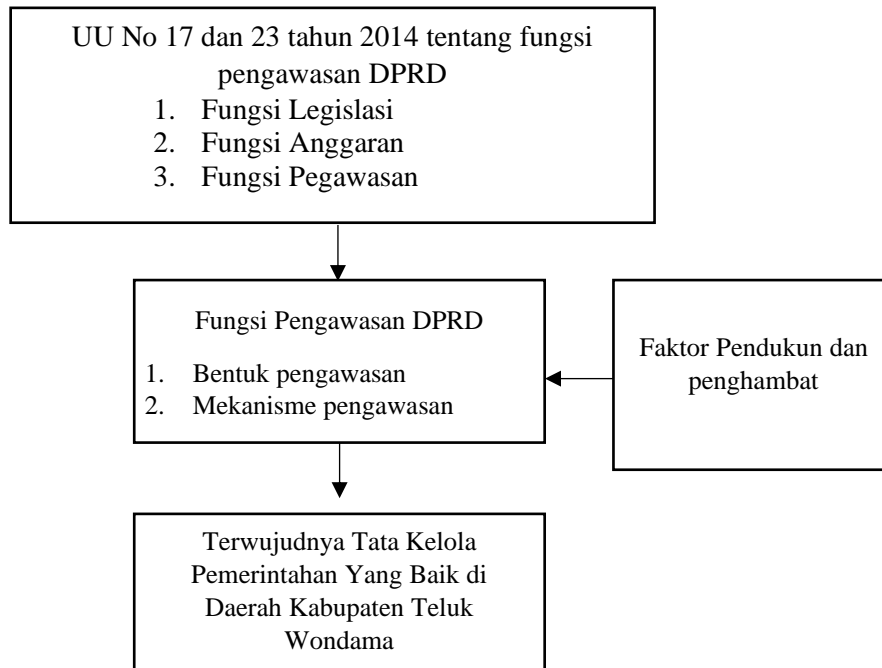 UU No 17 dan 23 tahun 2014 tentang fungsi
pengawasan DPRD
1. Fungsi Legislasi
2. Fungsi Anggaran
3. Fungsi Pegawasan
Fungsi Pengawasan DPRD
1. Bentuk pengawasan
2. Mekanisme pengawasan
Faktor Pendukun dan
penghambat
Terwujudnya Tata Kelola
Pemerintahan Yang Baik di
Daerah Kabupaten Teluk
Wondama